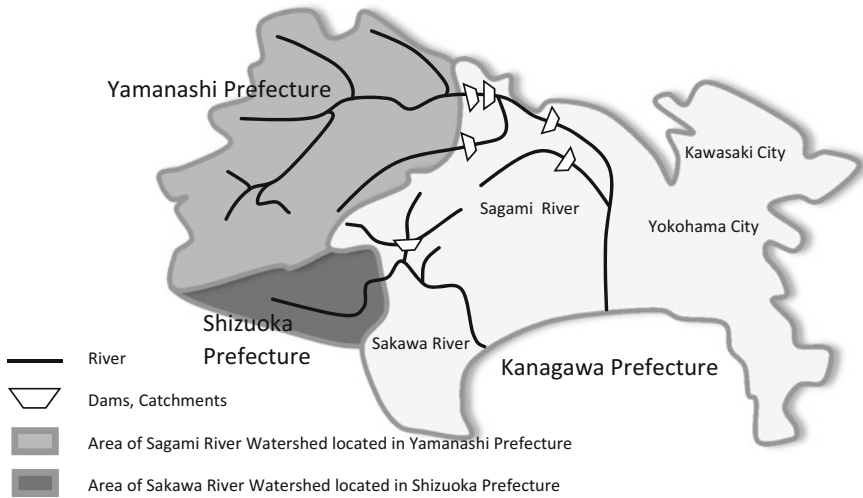 Yamanashi Prefecture
Kawasaki City
Sagami River
Yokohama City
Shizuoka
Prefecture
Sakawa River
Kanagawa Prefecture
River
Dams, Catchments
Area of Sagami River Watershed located in Yamanashi Prefecture
Area of Sakawa River Watershed located in Shizuoka Prefecture